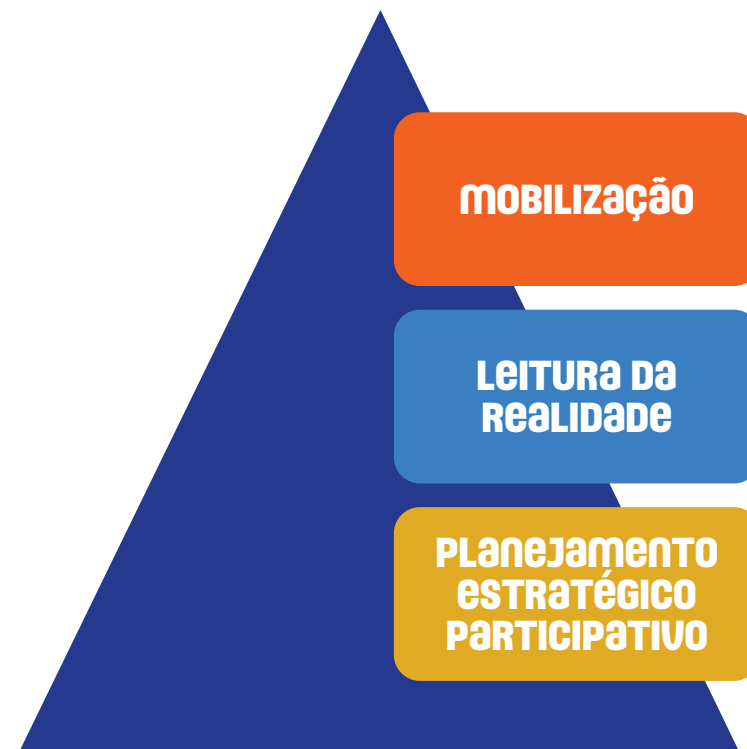 MOBILIZAÇÃO
LEITURA DA
REALIDADE
PLANEJAMENTO
ESTRATÉGICO
PARTICIPATIVO